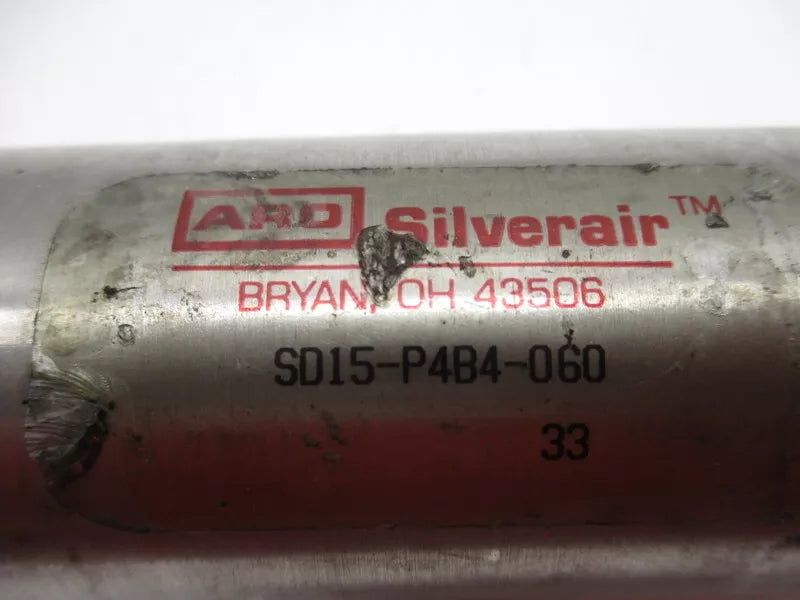 ARO Silverair™
BRYAN, OH 43506
SD15-P4B4-060
33